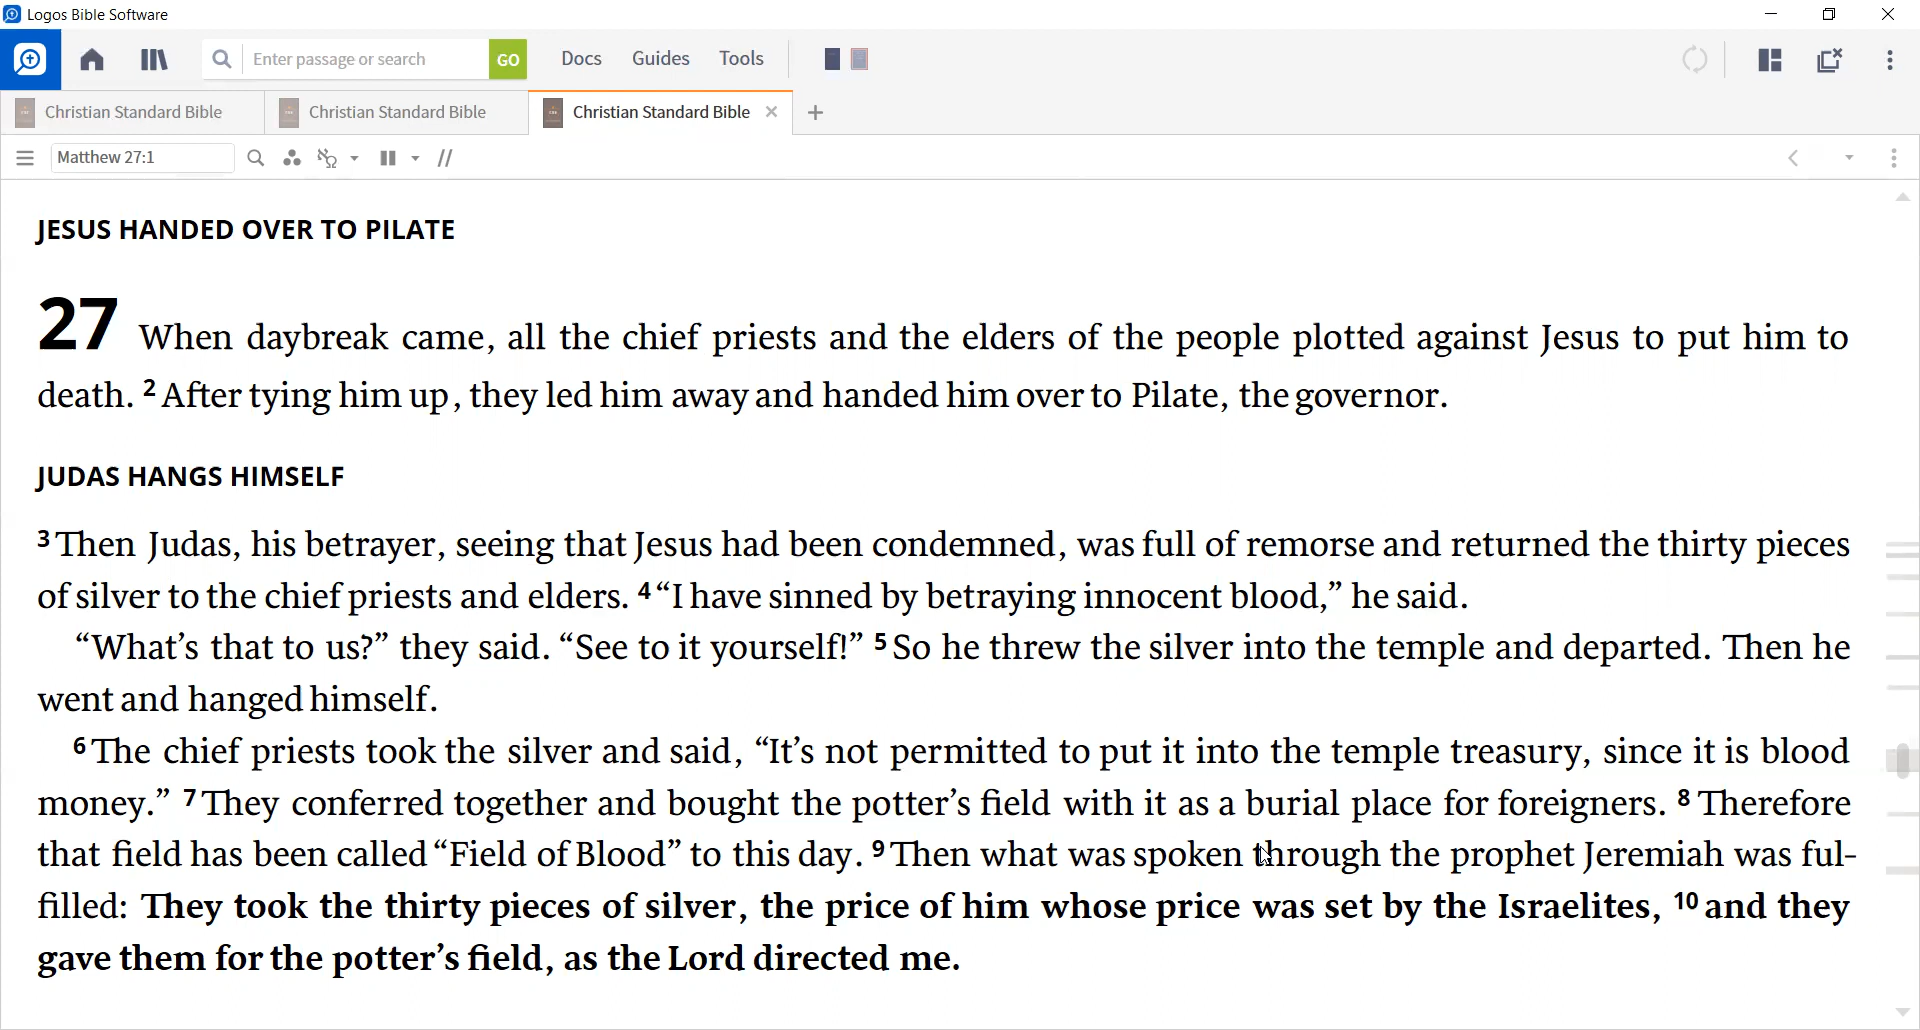 Logos Bible Software
Enter passage or search GO Docs Guides Tools
Christian Standard Bible Christian Standard Bible Christian Standard Bible
Matthew 27:1
JESUS HANDED OVER TO PILATE
27 When daybreak came, all the chief priests and the elders of the people plotted against Jesus to put him to
death. 2 After tying him up, they led him away and handed him over to Pilate, the governor.
JUDAS HANGS HIMSELF
3 Then Judas, his betrayer, seeing that Jesus had been condemned, was full of remorse and returned the thirty pieces
of silver to the chief priests and elders. 4 “I have sinned by betraying innocent blood,” he said.
“What’s that to us?” they said. “See to it yourself!” 5 So he threw the silver into the temple and departed. Then he
went and hanged himself.
6 The chief priests took the silver and said, “It’s not permitted to put it into the temple treasury, since it is blood
money.” 7 They conferred together and bought the potter’s field with it as a burial place for foreigners. 8 Therefore
that field has been called “Field of Blood” to this day. 9 Then what was spoken through the prophet Jeremiah was ful-
filled: They took the thirty pieces of silver, the price of him whose price was set by the Israelites, 10 and they
gave them for the potter’s field, as the Lord directed me.